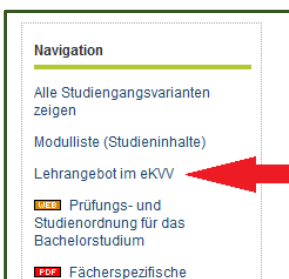 Navigation
Alle Studiengangsvarianten
zeigen
Modulliste (Studieninhalte)
Lehrangebot im eKVV
WEB Prüfungs- und
Studienordnung für das
Bachelorstudium
PDF Fächerspezifische